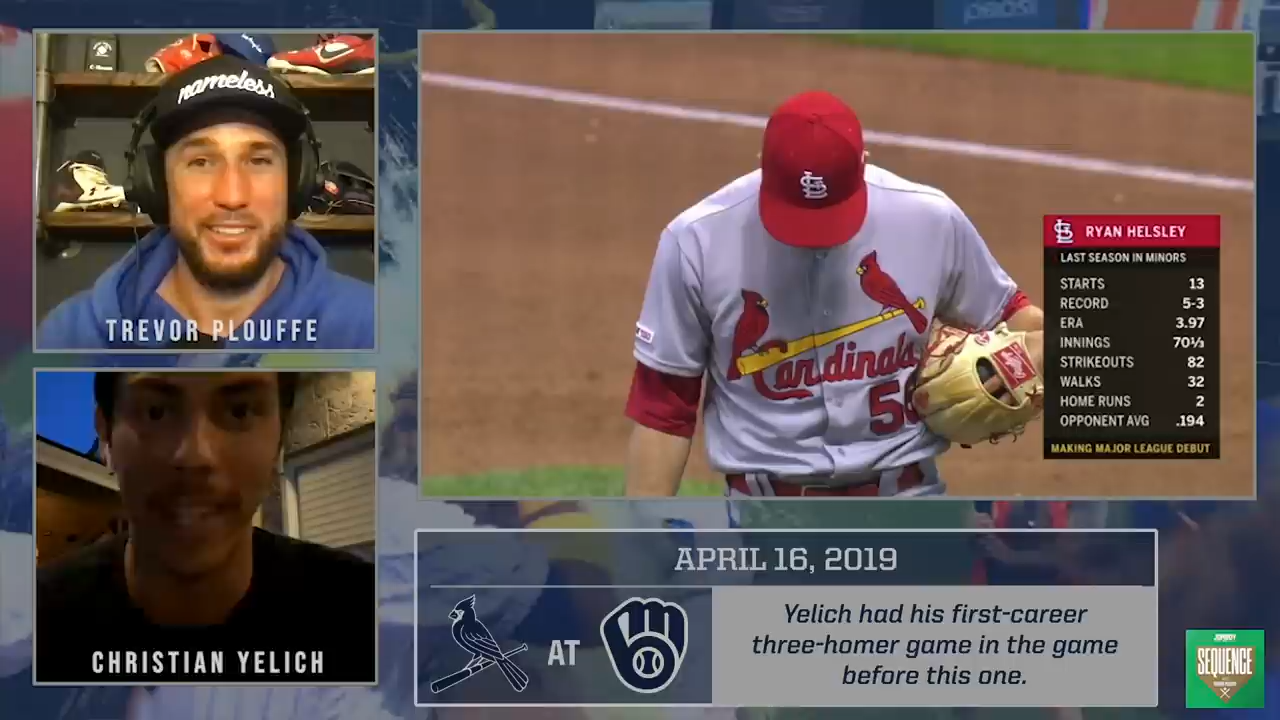 nameless
TREVOR PLOUFFE
CHRISTIAN YELICH
Cardinals
RYAN HELSLEY
LAST SEASON IN MINORS
STARTS 13
RECORD 5-3
ERA 3.97
INNINGS 70⅓
STRIKEOUTS 82
WALKS 32
HOME RUNS 2
OPPONENT AVG .194
MAKING MAJOR LEAGUE DEBUT
APRIL 16, 2019
AT
Yelich had his first-career
three-homer game in the game
before this one.
JOMBOY
SEQUENCE